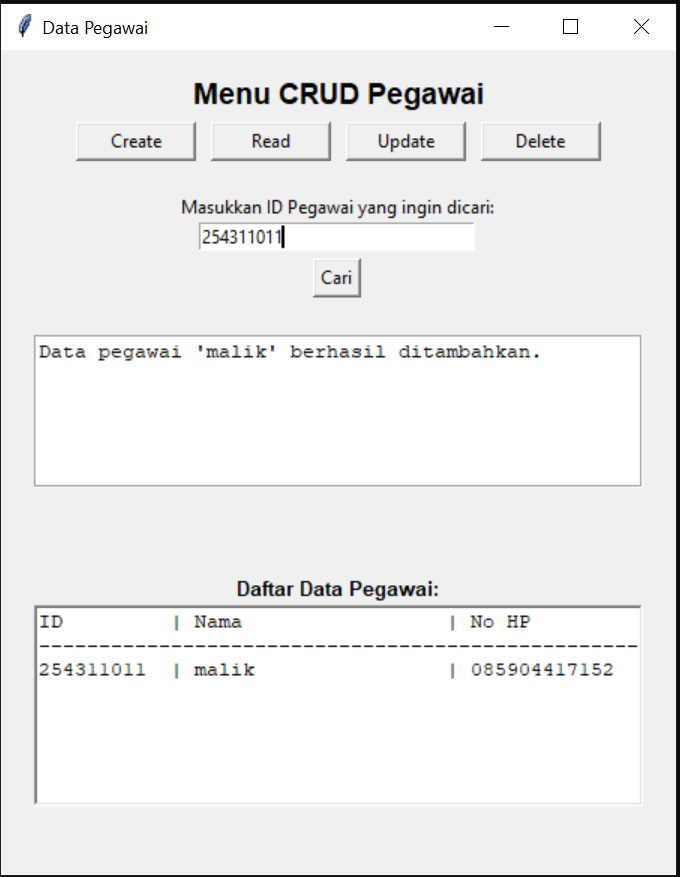 Data Pegawai
Menu CRUD Pegawai
Create Read Update Delete
Masukkan ID Pegawai yang ingin dicari:
254311011
Cari
Data pegawai 'malik' berhasil ditambahkan.
Daftar Data Pegawai:
ID | Nama | No HP
--------------------------------------------------
254311011 | malik | 085904417152